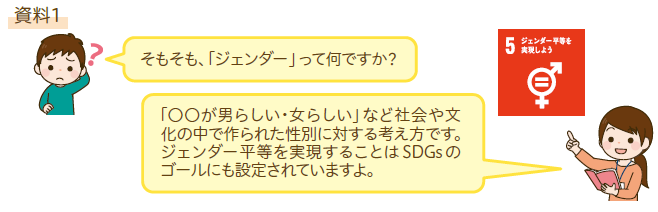 資料1
?
そもそも、「ジェンダー」って何ですか？
5 ジェンダー平等を
実現しよう
「〇〇が男らしい・女らしい」など社会や文
化の中で作られた性別に対する考え方です。
ジェンダー平等を実現することは SDGs の
ゴールにも設定されていますよ。